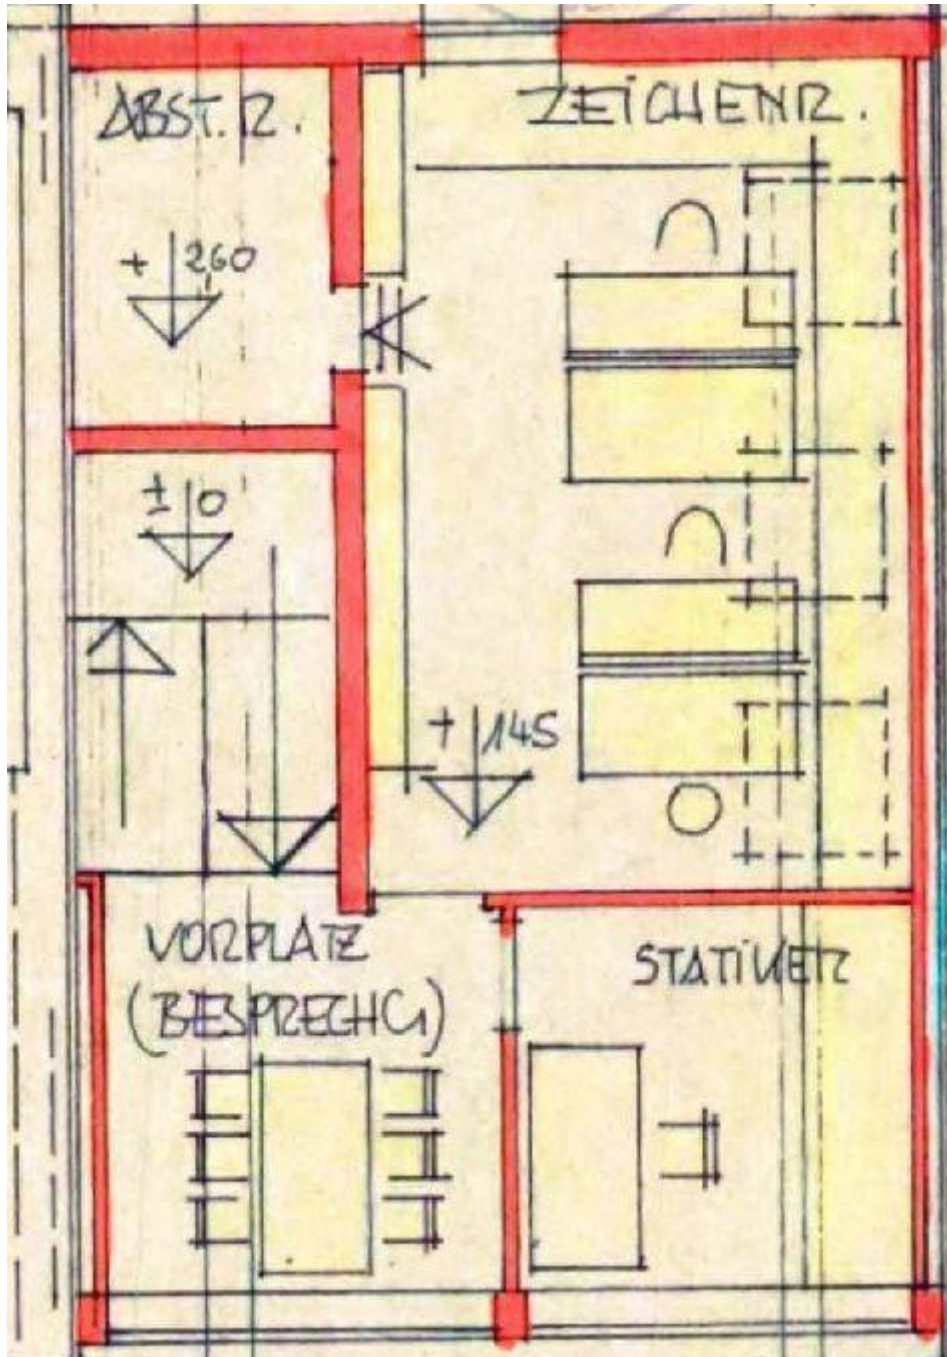 ABST.R.
ZEICHENR.
+ 260
± 0
+ 145
VORPLATZ
(BESPRECHG)
STATIKER